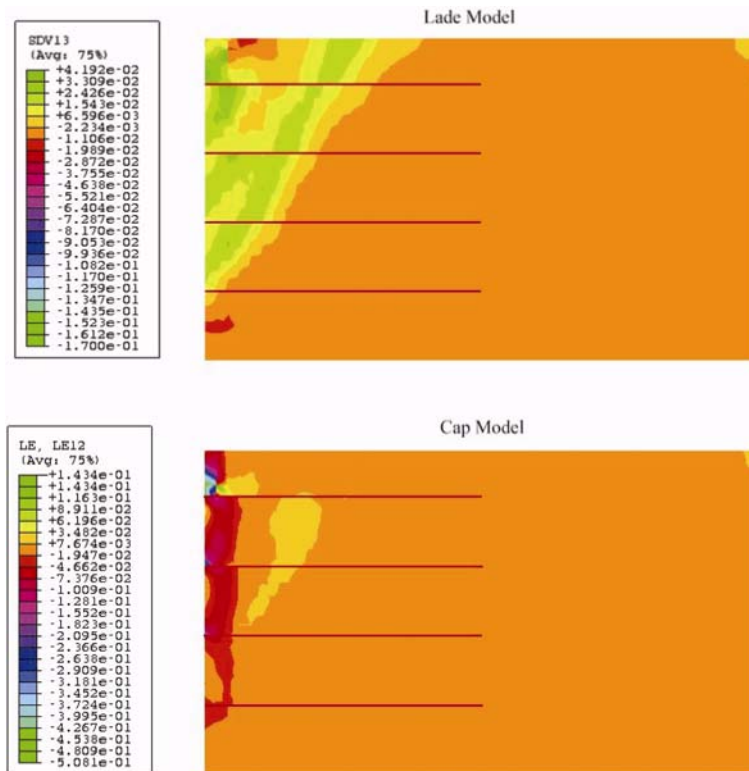 Lade Model
SDV13
(Avg: 75%)
+4.192e-02
+3.309e-02
+2.426e-02
+1.543e-02
+6.596e-03
-2.234e-03
-1.106e-02
-1.989e-02
-2.872e-02
-3.755e-02
-4.638e-02
-5.521e-02
-6.404e-02
-7.287e-02
-8.170e-02
-9.053e-02
-9.936e-02
-1.082e-01
-1.170e-01
-1.259e-01
-1.347e-01
-1.435e-01
-1.523e-01
-1.612e-01
-1.700e-01
Cap Model
LE, LE12
(Avg: 75%)
+1.434e-01
+1.434e-01
+1.163e-01
+8.911e-02
+6.196e-02
+3.482e-02
+7.674e-03
-1.947e-02
-4.662e-02
-7.376e-02
-1.009e-01
-1.281e-01
-1.552e-01
-1.823e-01
-2.095e-01
-2.366e-01
-2.638e-01
-2.909e-01
-3.181e-01
-3.452e-01
-3.724e-01
-3.995e-01
-4.267e-01
-4.538e-01
-4.809e-01
-5.081e-01